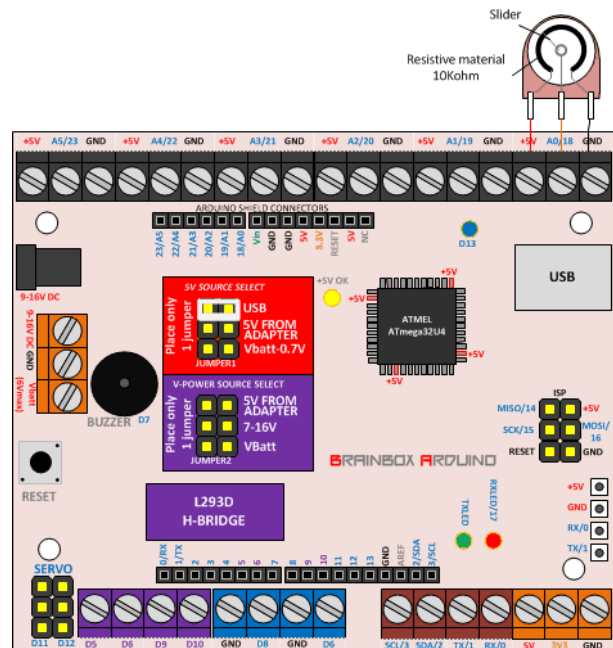 Slider
Resistive material
10Kohm
+5V A5/23 GND +5V A4/22 GND +5V A3/21 GND +5V A2/20 GND +5V A1/19 GND +5V A0/18 GND
ARDUINO SHIELD CONNECTORS
23/A5 22/A4 21/A3 20/A2 19/A1 18/A0 Vin GND GND 5V 3.3V RESET 5V NC
D13
9-16V DC
5V SOURCE SELECT
Place only
1 jumper
USB
5V FROM
ADAPTER
Vbatt-0.7V
JUMPER1
+5V OK
+5V
+5V
+5V
+5V
ATMEL
ATmega32U4
USB
9-16V DC
GND
Vbatt
(6Vmax)
BUZZER
D7
V-POWER SOURCE SELECT
Place only
1 jumper
5V FROM
ADAPTER
7-16V
VBatt
JUMPER2
BRAINBOX ARDUINO
ISP
MISO/14 +5V
SCK/15 MOSI/
16
RESET GND
RESET
L293D
H-BRIDGE
TXLED
RXLED/17
+5V
GND
RX/0
TX/1
0/RX 1/TX 2 3 4 5 6 7 8 9 10 11 12 13 GND AREF 2/SDA 3/SCL
SERVO
D11 D12
D5 D6 D9 D10 GND D8 GND D6 SCL/3 SDA/2 TX/1 RX/0 5V 3V3 GND